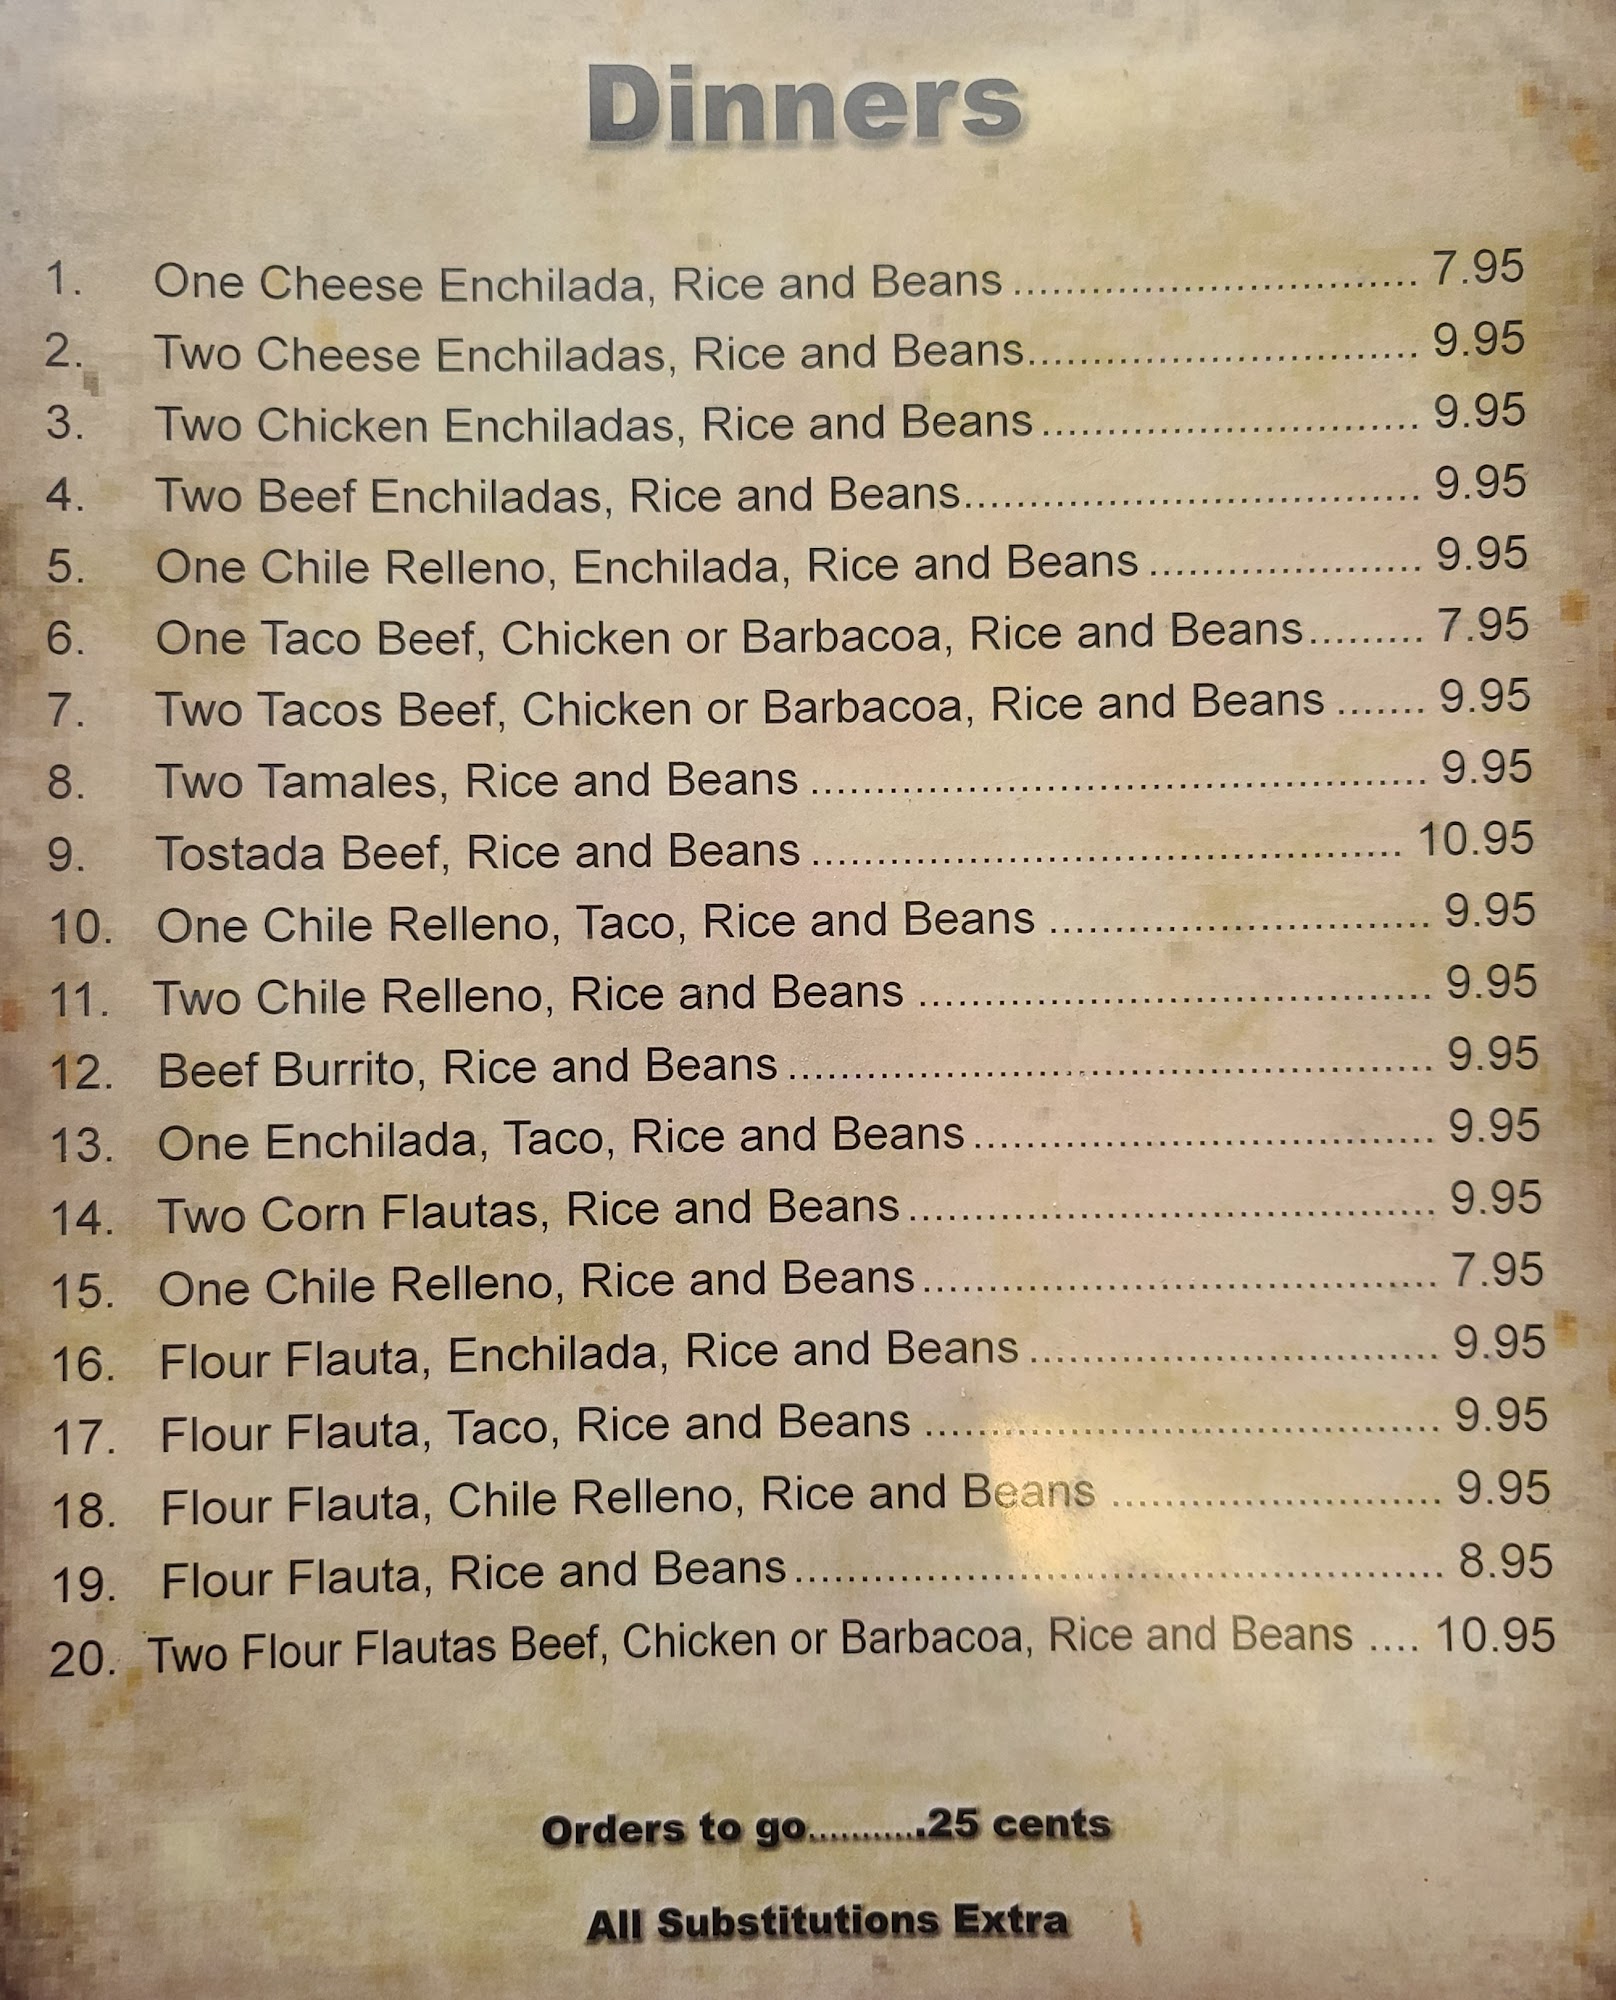 Dinners
1. One Cheese Enchilada, Rice and Beans ............................... 7.95
2. Two Cheese Enchiladas, Rice and Beans.............................. 9.95
3. Two Chicken Enchiladas, Rice and Beans ............................. 9.95
4. Two Beef Enchiladas, Rice and Beans................................... 9.95
5. One Chile Relleno, Enchilada, Rice and Beans ..................... 9.95
6. One Taco Beef, Chicken or Barbacoa, Rice and Beans......... 7.95
7. Two Tacos Beef, Chicken or Barbacoa, Rice and Beans ....... 9.95
8. Two Tamales, Rice and Beans ............................................... 9.95
9. Tostada Beef, Rice and Beans ............................................. 10.95
10. One Chile Relleno, Taco, Rice and Beans ............................. 9.95
11. Two Chile Relleno, Rice and Beans ....................................... 9.95
12. Beef Burrito, Rice and Beans ................................................. 9.95
13. One Enchilada, Taco, Rice and Beans ................................... 9.95
14. Two Corn Flautas, Rice and Beans ........................................ 9.95
15. One Chile Relleno, Rice and Beans....................................... 7.95
16. Flour Flauta, Enchilada, Rice and Beans ............................... 9.95
17. Flour Flauta, Taco, Rice and Beans ....................................... 9.95
18. Flour Flauta, Chile Relleno, Rice and Beans ......................... 9.95
19. Flour Flauta, Rice and Beans................................................. 8.95
20. Two Flour Flautas Beef, Chicken or Barbacoa, Rice and Beans .... 10.95
Orders to go...........25 cents
All Substitutions Extra